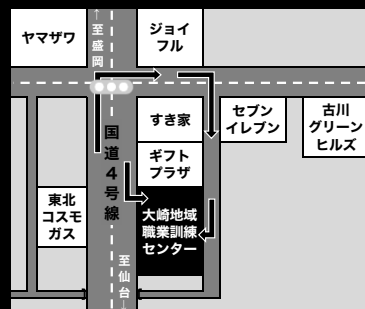 ヤマザワ
←至盛岡
ジョイ
フル
国道4号線
すき家
セブン
イレブン
古川
グリーン
ヒルズ
ギフト
プラザ
東北
コスモ
ガス
大崎地域
職業訓練
センター
至仙台→